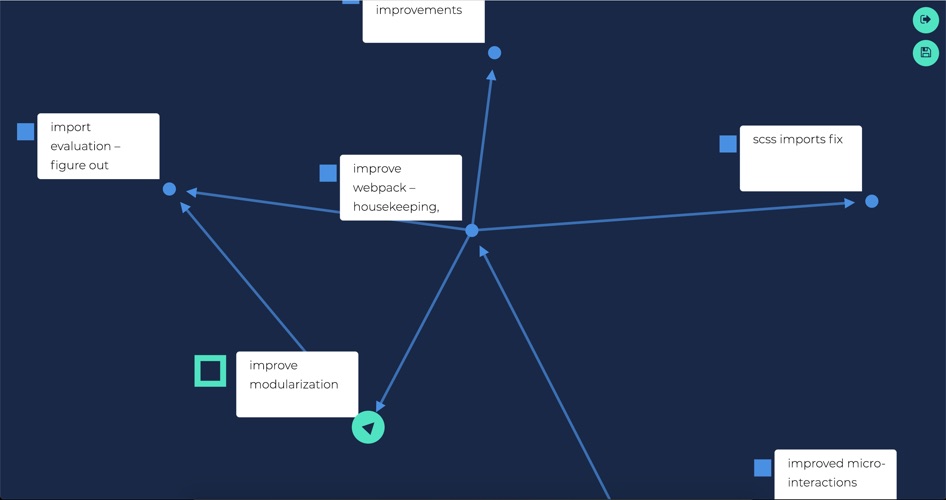 improvements
import
evaluation –
figure out
improve
webpack –
housekeeping,
scss imports fix
improve
modularization
improved micro-
interactions